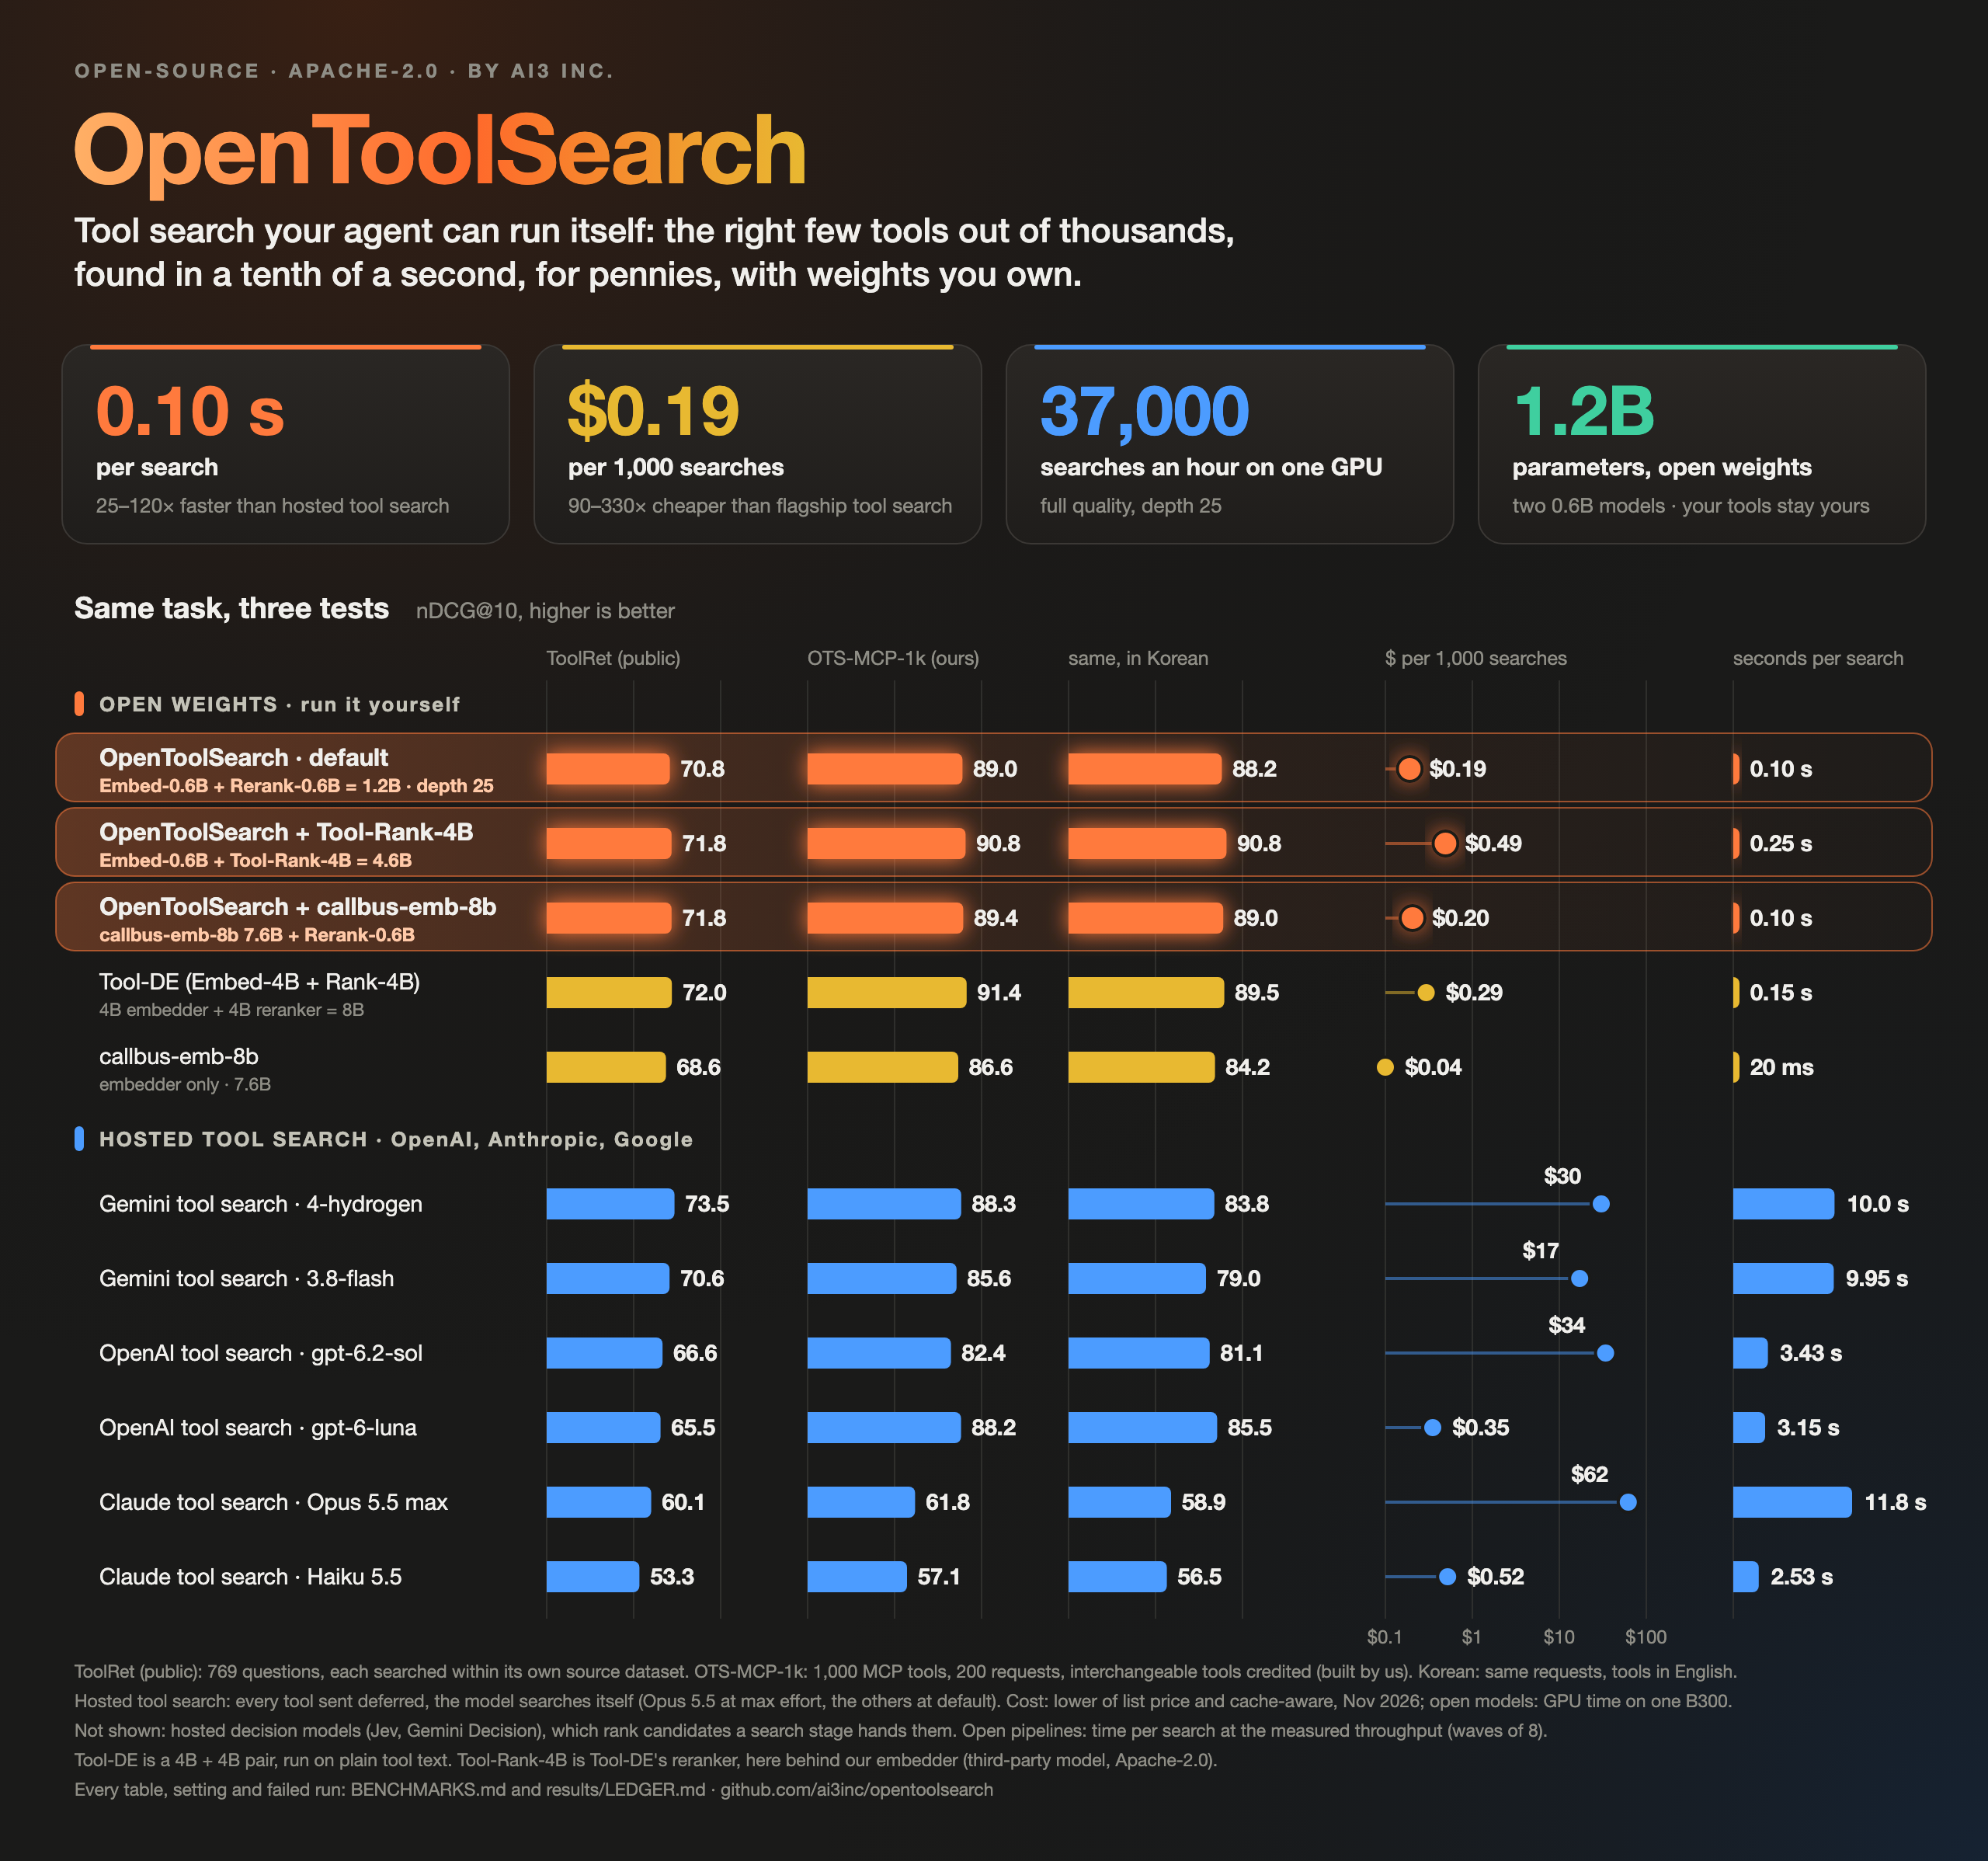 OPEN-SOURCE · APACHE-2.0 · BY AI3 INC.
OpenToolSearch
Tool search your agent can run itself: the right few tools out of thousands,
found in a tenth of a second, for pennies, with weights you own.
0.10 s
per search
25–120× faster than hosted tool search
$0.19
per 1,000 searches
90–330× cheaper than flagship tool search
37,000
searches an hour on one GPU
full quality, depth 25
1.2B
parameters, open weights
two 0.6B models · your tools stay yours
Same task, three tests nDCG@10, higher is better
ToolRet (public) OTS-MCP-1k (ours) same, in Korean $ per 1,000 searches seconds per search
OPEN WEIGHTS · run it yourself
OpenToolSearch · default
Embed-0.6B + Rerank-0.6B = 1.2B · depth 25
70.8 89.0 88.2 $0.19 0.10 s
OpenToolSearch + Tool-Rank-4B
Embed-0.6B + Tool-Rank-4B = 4.6B
71.8 90.8 90.8 $0.49 0.25 s
OpenToolSearch + callbus-emb-8b
callbus-emb-8b 7.6B + Rerank-0.6B
71.8 89.4 89.0 $0.20 0.10 s
Tool-DE (Embed-4B + Rank-4B)
4B embedder + 4B reranker = 8B
72.0 91.4 89.5 $0.29 0.15 s
callbus-emb-8b
embedder only · 7.6B
68.6 86.6 84.2 $0.04 20 ms
HOSTED TOOL SEARCH · OpenAI, Anthropic, Google
Gemini tool search · 4-hydrogen 73.5 88.3 83.8 $30 10.0 s
Gemini tool search · 3.8-flash 70.6 85.6 79.0 $17 9.95 s
OpenAI tool search · gpt-6.2-sol 66.6 82.4 81.1 $34 3.43 s
OpenAI tool search · gpt-6-luna 65.5 88.2 85.5 $0.35 3.15 s
Claude tool search · Opus 5.5 max 60.1 61.8 58.9 $62 11.8 s
Claude tool search · Haiku 5.5 53.3 57.1 56.5 $0.52 2.53 s
$0.1 $1 $10 $100
ToolRet (public): 769 questions, each searched within its own source dataset. OTS-MCP-1k: 1,000 MCP tools, 200 requests, interchangeable tools credited (built by us). Korean: same requests, tools in English.
Hosted tool search: every tool sent deferred, the model searches itself (Opus 5.5 at max effort, the others at default). Cost: lower of list price and cache-aware, Nov 2026; open models: GPU time on one B300.
Not shown: hosted decision models (Jev, Gemini Decision), which rank candidates a search stage hands them. Open pipelines: time per search at the measured throughput (waves of 8).
Tool-DE is a 4B + 4B pair, run on plain tool text. Tool-Rank-4B is Tool-DE's reranker, here behind our embedder (third-party model, Apache-2.0).
Every table, setting and failed run: BENCHMARKS.md and results/LEDGER.md · github.com/ai3inc/opentoolsearch